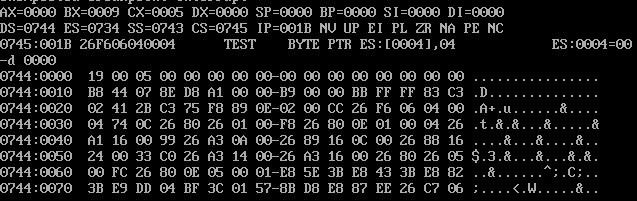 AX=0000 BX=0009 CX=0005 DX=0000 SP=0000 BP=0000 SI=0000 DI=0000
DS=0744 ES=0734 SS=0743 CS=0745 IP=001B NV UP EI PL ZR NA PE NC
0745:001B 26F606040004 TEST BYTE PTR ES:[0004],04 ES:0004=00
-d 0000
0744:0000 19 00 05 00 00 00 00 00-00 00 00 00 00 00 00 00 ................
0744:0010 B8 44 07 8E D8 A1 00 00-B9 00 00 BB FF FF 83 C3 .D..............
0744:0020 02 41 2B C3 75 F8 89 0E-02 00 CC 26 F6 06 04 00 .A+.u......&....
0744:0030 04 74 0C 26 80 26 01 00-F8 26 80 0E 01 00 04 26 .t.&.&...&.....&
0744:0040 A1 16 00 99 26 A3 0A 00-26 89 16 0C 00 26 88 16 ....&...&....&..
0744:0050 24 00 33 C0 26 A3 14 00-26 A3 16 00 26 80 26 05 $.3.&...&...&.&.
0744:0060 00 FC 26 80 0E 05 00 01-E8 5E 3B E8 43 3B E8 82 ..&......^;.C;..
0744:0070 3B E9 DD 04 BF 3C 01 57-8B D8 E8 87 EE 26 C7 06 ;....<.W.....&..